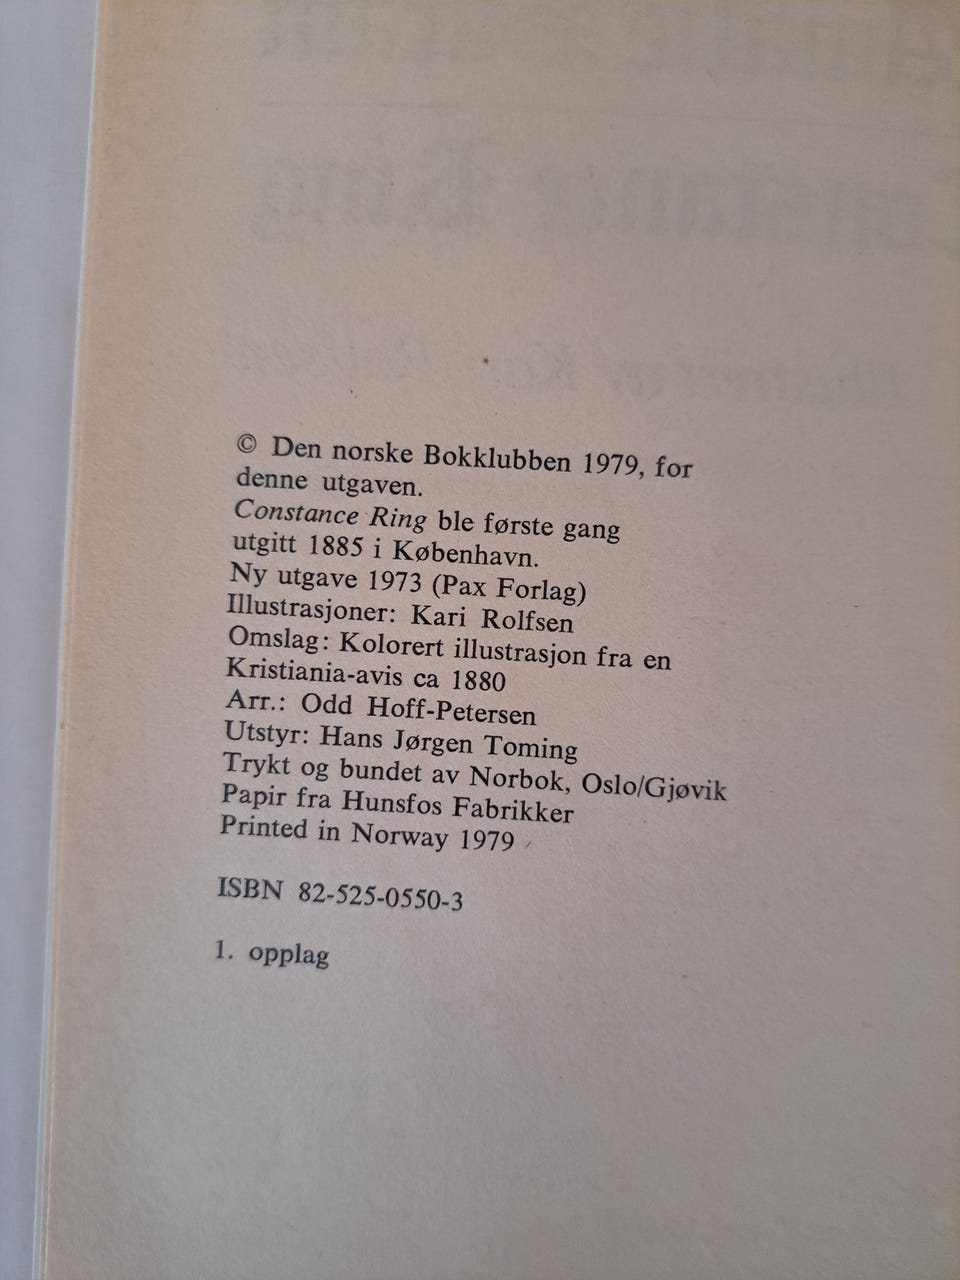 © Den norske Bokklubben 1979, for
denne utgaven.
Constance Ring ble første gang
utgitt 1885 i København.
Ny utgave 1973 (Pax Forlag)
Illustrasjoner: Kari Rolfsen
Omslag: Kolorert illustrasjon fra en
Kristiania-avis ca 1880
Arr.: Odd Hoff-Petersen
Utstyr: Hans Jørgen Toming
Trykt og bundet av Norbok, Oslo/Gjøvik
Papir fra Hunsfos Fabrikker
Printed in Norway 1979
ISBN 82-525-0550-3
1. opplag